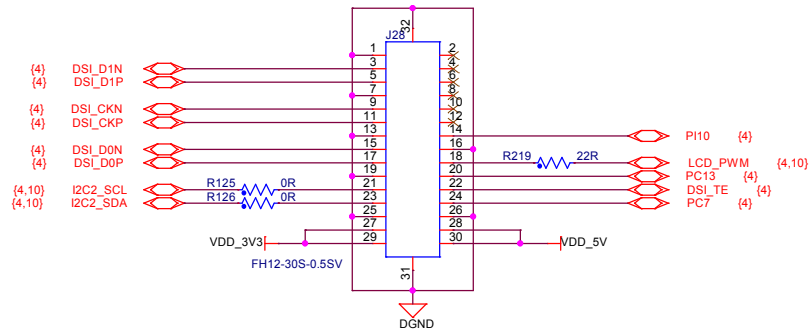 32
J28
1 2
{4} DSI_D1N 3 4
{4} DSI_D1P 5 6
7 8
{4} DSI_CKN 9 10
{4} DSI_CKP 11 12
13 14 PI10 {4}
{4} DSI_D0N 15 16
{4} DSI_D0P 17 18 R219 22R LCD_PWM {4,10}
19 20 PC13 {4}
{4,10} I2C2_SCL R125 0R 21 22 DSI_TE {4}
{4,10} I2C2_SDA R126 0R 23 24 PC7 {4}
25 26
27 28
VDD_3V3 29 30 VDD_5V
FH12-30S-0.5SV
31
DGND